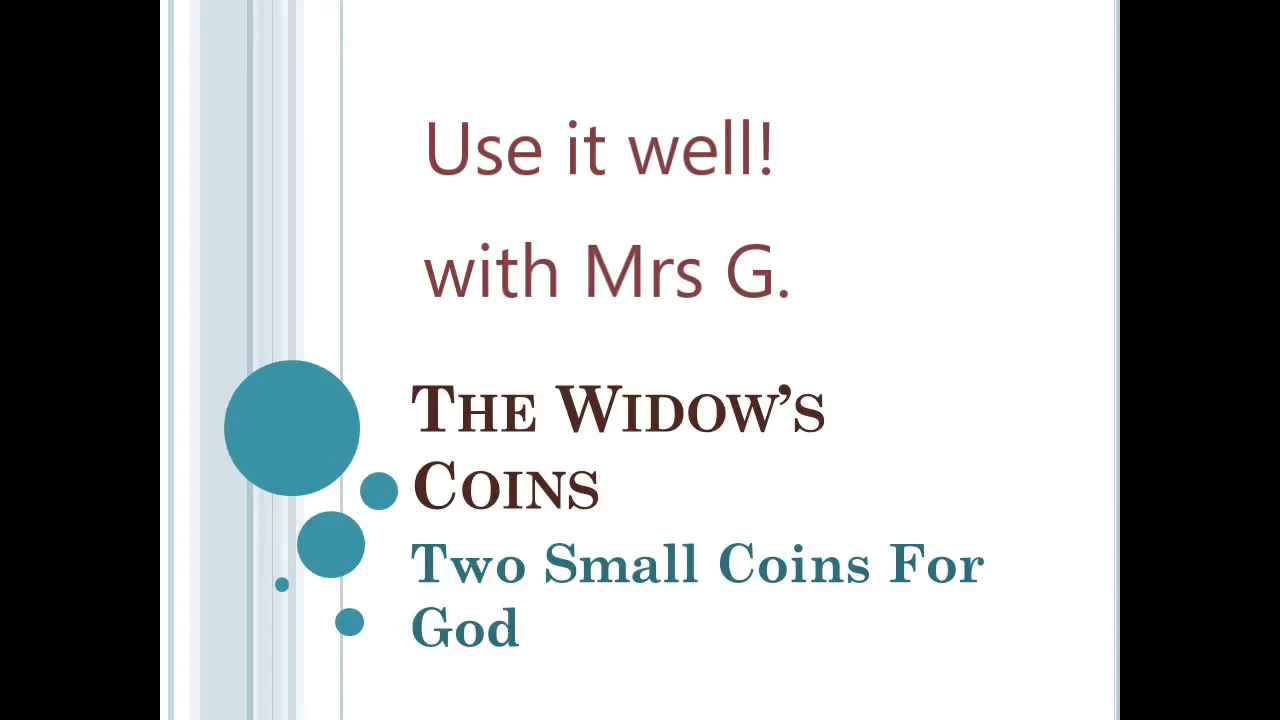 Use it well!
with Mrs G.
The Widow’s
Coins
Two Small Coins For
God